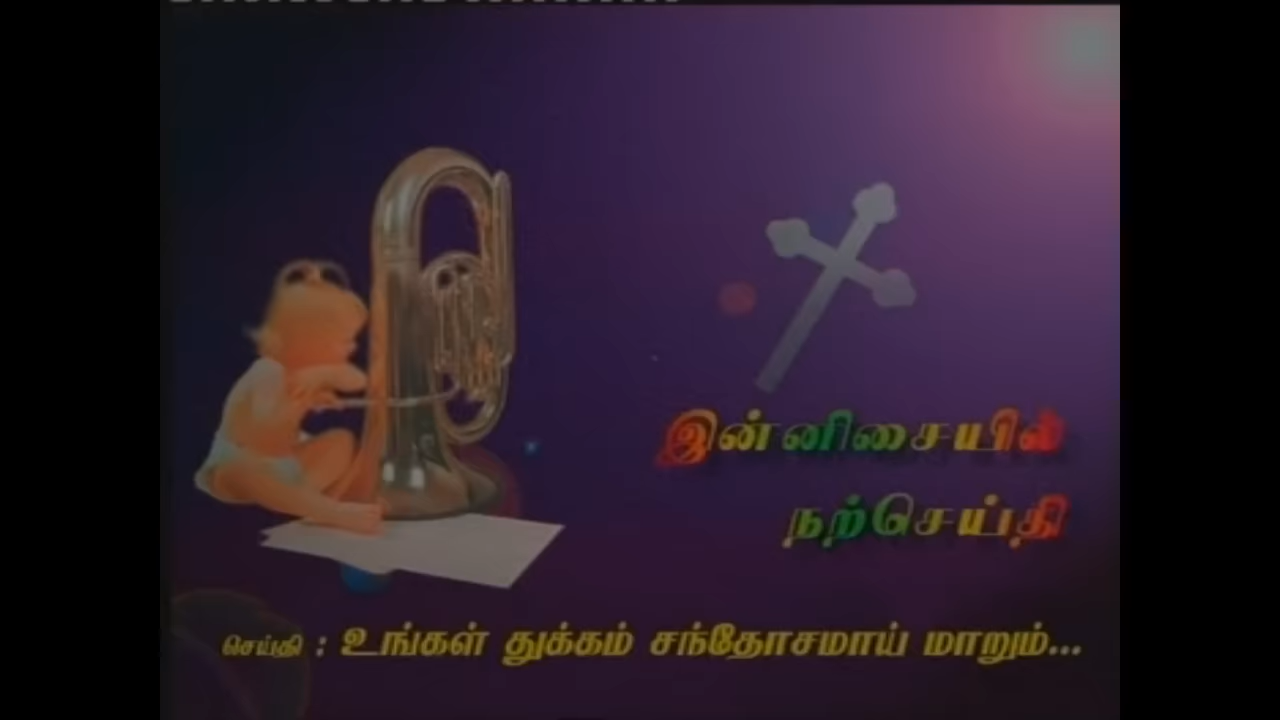 இன்னிசையில்
நற்செய்தி
செய்தி : உங்கள் துக்கம் சந்தோசமாய் மாறும்...